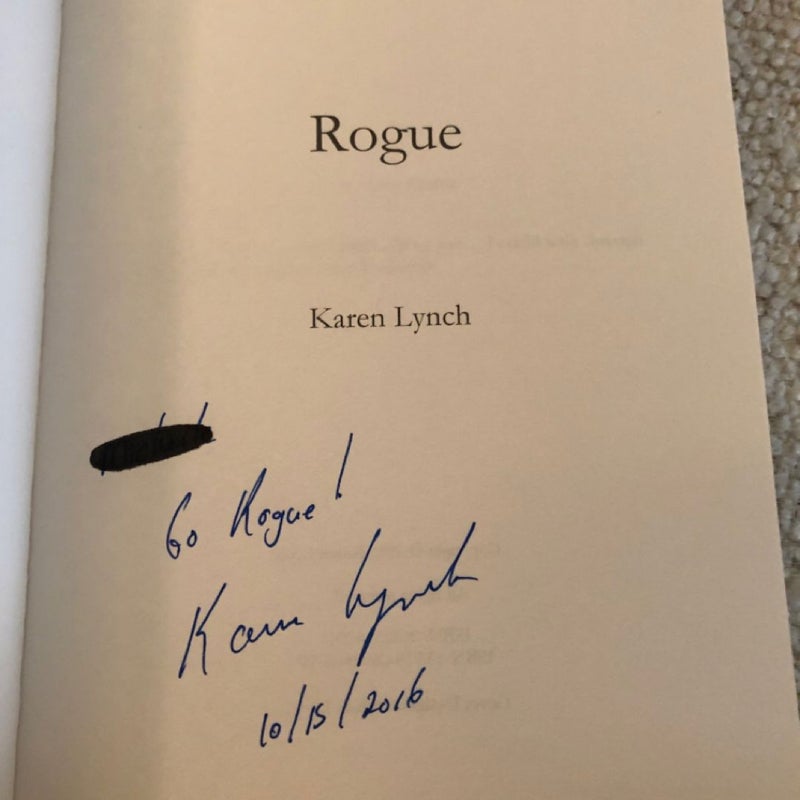 Rogue
Karen Lynch
Go Rogue!
Karen Lynch
10/15/2016